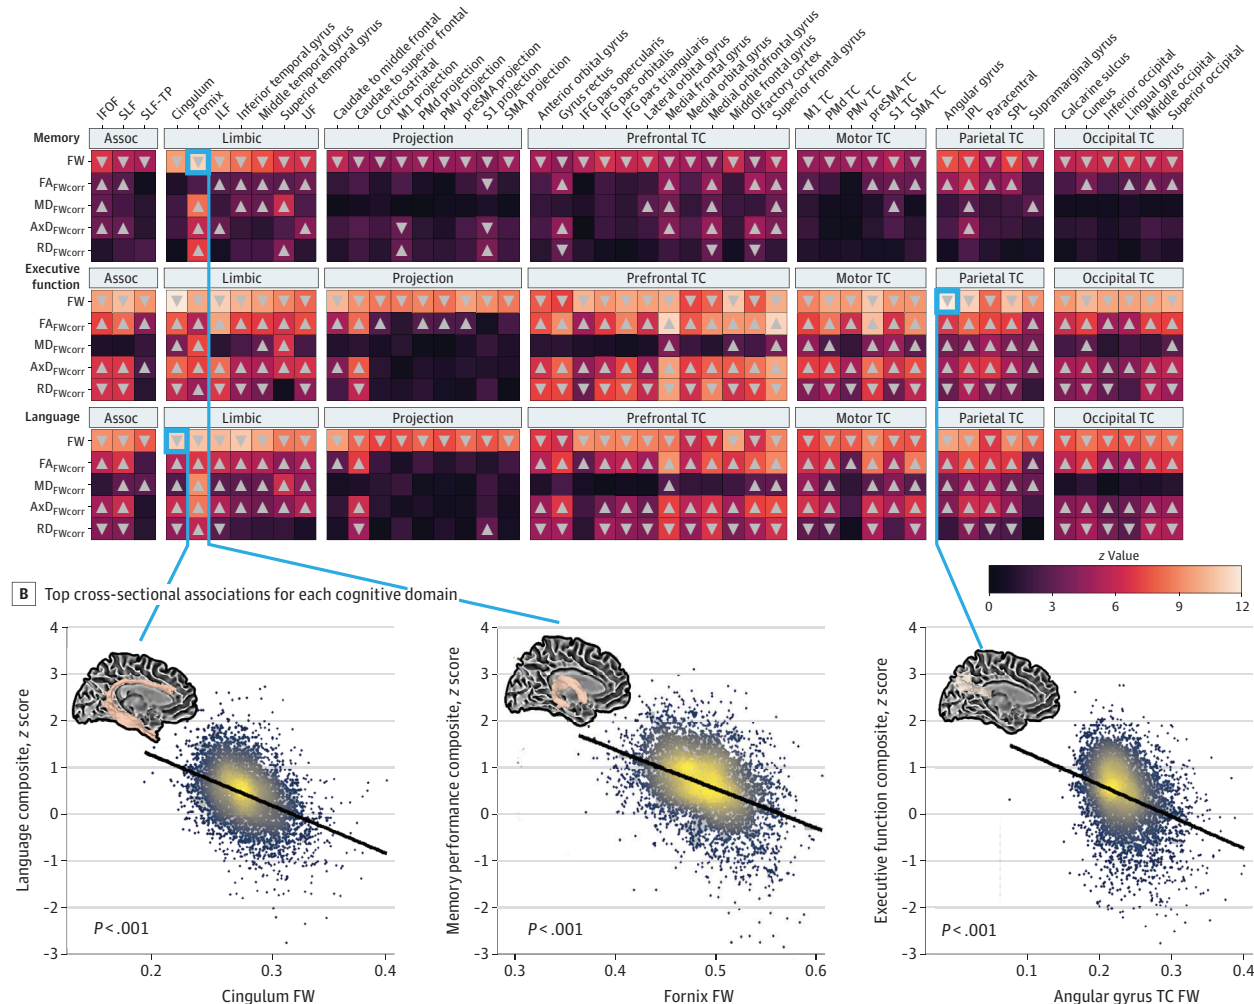 IFOF
SLF
SLF-TP
Cingulum
Fornix
ILF
Inferior temporal gyrus
Middle temporal gyrus
Superior temporal gyrus
UF
Caudate to middle frontal
Caudate to superior frontal
Corticostriatal
M1 projection
PMd projection
PMv projection
preSMA projection
S1 projection
SMA projection
Anterior orbital gyrus
Gyrus rectus
IFG pars opercularis
IFG pars orbitalis
IFG pars triangularis
Lateral orbital gyrus
Medial frontal gyrus
Medial orbital gyrus
Medial orbitofrontal gyrus
Middle frontal gyrus
Olfactory cortex
Superior frontal gyrus
M1 TC
PMd TC
PMv TC
preSMA TC
S1 TC
SMA TC
Angular gyrus
IPL
Paracentral
SPL
Supramarginal gyrus
Calcarine sulcus
Cuneus
Inferior occipital
Lingual gyrus
Middle occipital
Superior occipital
Memory Assoc Limbic Projection Prefrontal TC Motor TC Parietal TC Occipital TC
FW
FAFWcorr
MDFWcorr
AxDFWcorr
RDFWcorr
Executive function Assoc Limbic Projection Prefrontal TC Motor TC Parietal TC Occipital TC
FW
FAFWcorr
MDFWcorr
AxDFWcorr
RDFWcorr
Language Assoc Limbic Projection Prefrontal TC Motor TC Parietal TC Occipital TC
FW
FAFWcorr
MDFWcorr
AxDFWcorr
RDFWcorr
z Value
0 3 6 9 12
B Top cross-sectional associations for each cognitive domain
Language composite, z score
4
3
2
1
0
-1
-2
-3
P<.001
0.2 0.3 0.4
Cingulum FW
Memory performance composite, z score
4
3
2
1
0
-1
-2
-3
P<.001
0.3 0.4 0.5 0.6
Fornix FW
Executive function composite, z score
4
3
2
1
0
-1
-2
-3
P<.001
0.1 0.2 0.3 0.4
Angular gyrus TC FW